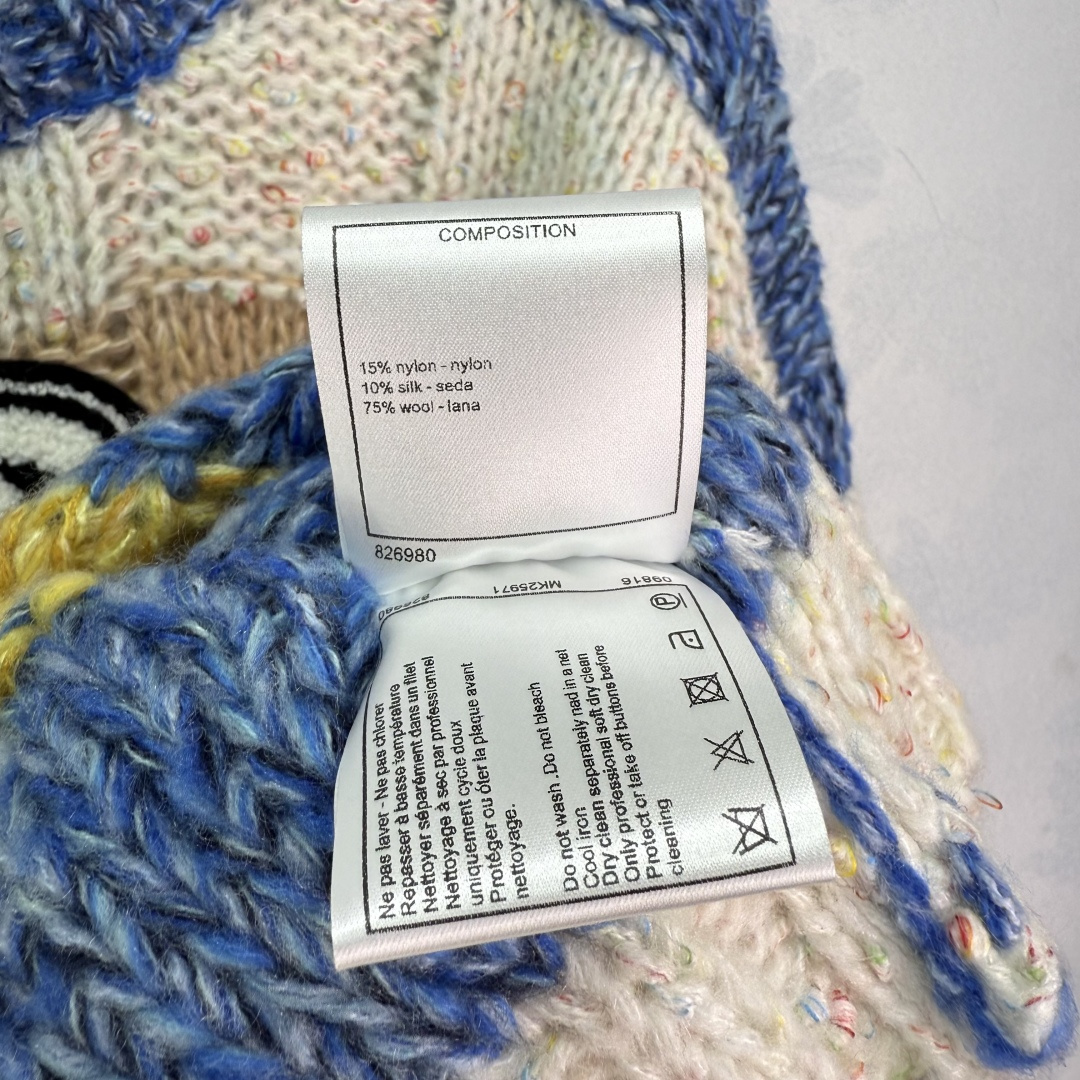 COMPOSITION
15% nylon - nylon
10% silk - seda
75% wool - lana
826980
826980 MK25971 09816
Ne pas laver - Ne pas chlorer
Repasser à basse température
Nettoyer séparément dans un filet
Nettoyage à sec par professionnel
uniquement cycle doux
Protéger ou ôter la plaque avant
nettoyage.
Do not wash .Do not bleach
Cool iron
Dry clean separately nad in a net
Only professional soft dry clean
Protect or take off buttons before
cleaning
P